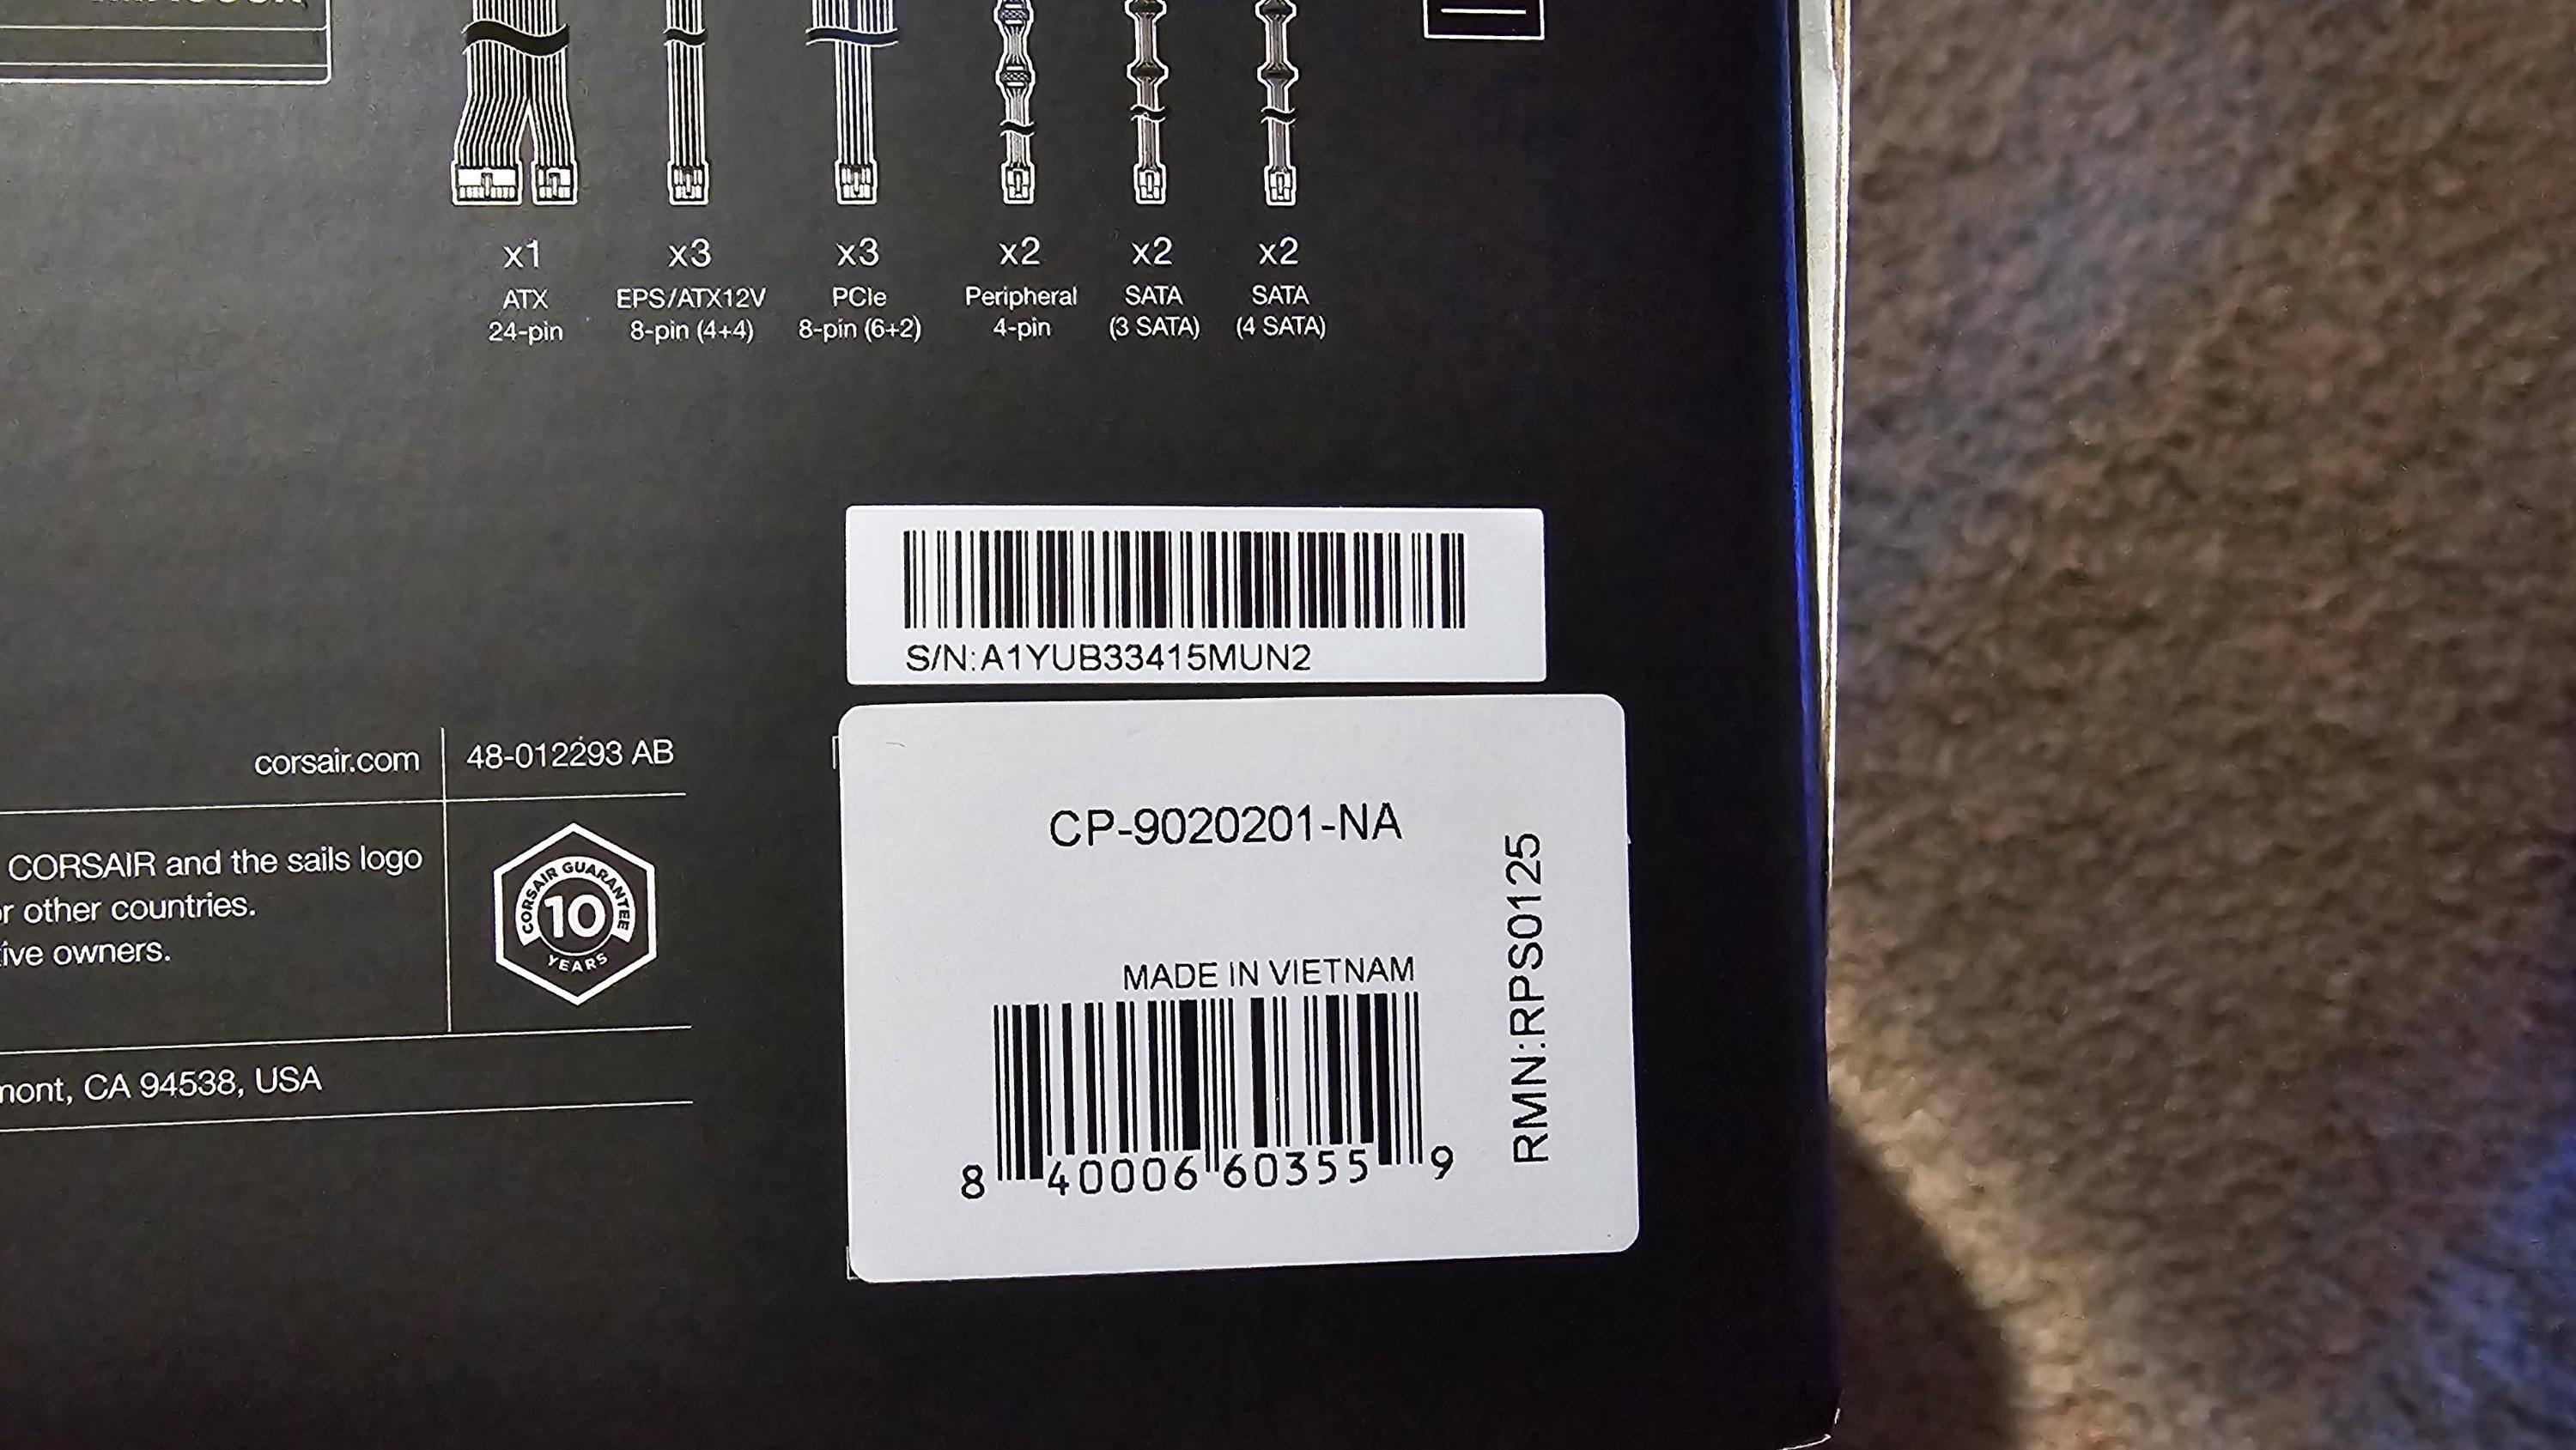 x1
ATX
24-pin
x3
EPS/ATX12V
8-pin (4+4)
x3
PCIe
8-pin (6+2)
x2
Peripheral
4-pin
x2
SATA
(3 SATA)
x2
SATA
(4 SATA)
S/N:A1YUB33415MUN2
corsair.com
48-012293 AB
CORSAIR and the sails logo
r other countries.
ive owners.
CORSAIR GUARANTEE
10
YEARS
mont, CA 94538, USA
CP-9020201-NA
MADE IN VIETNAM
8 40006 60355 9
RMN:RPS0125